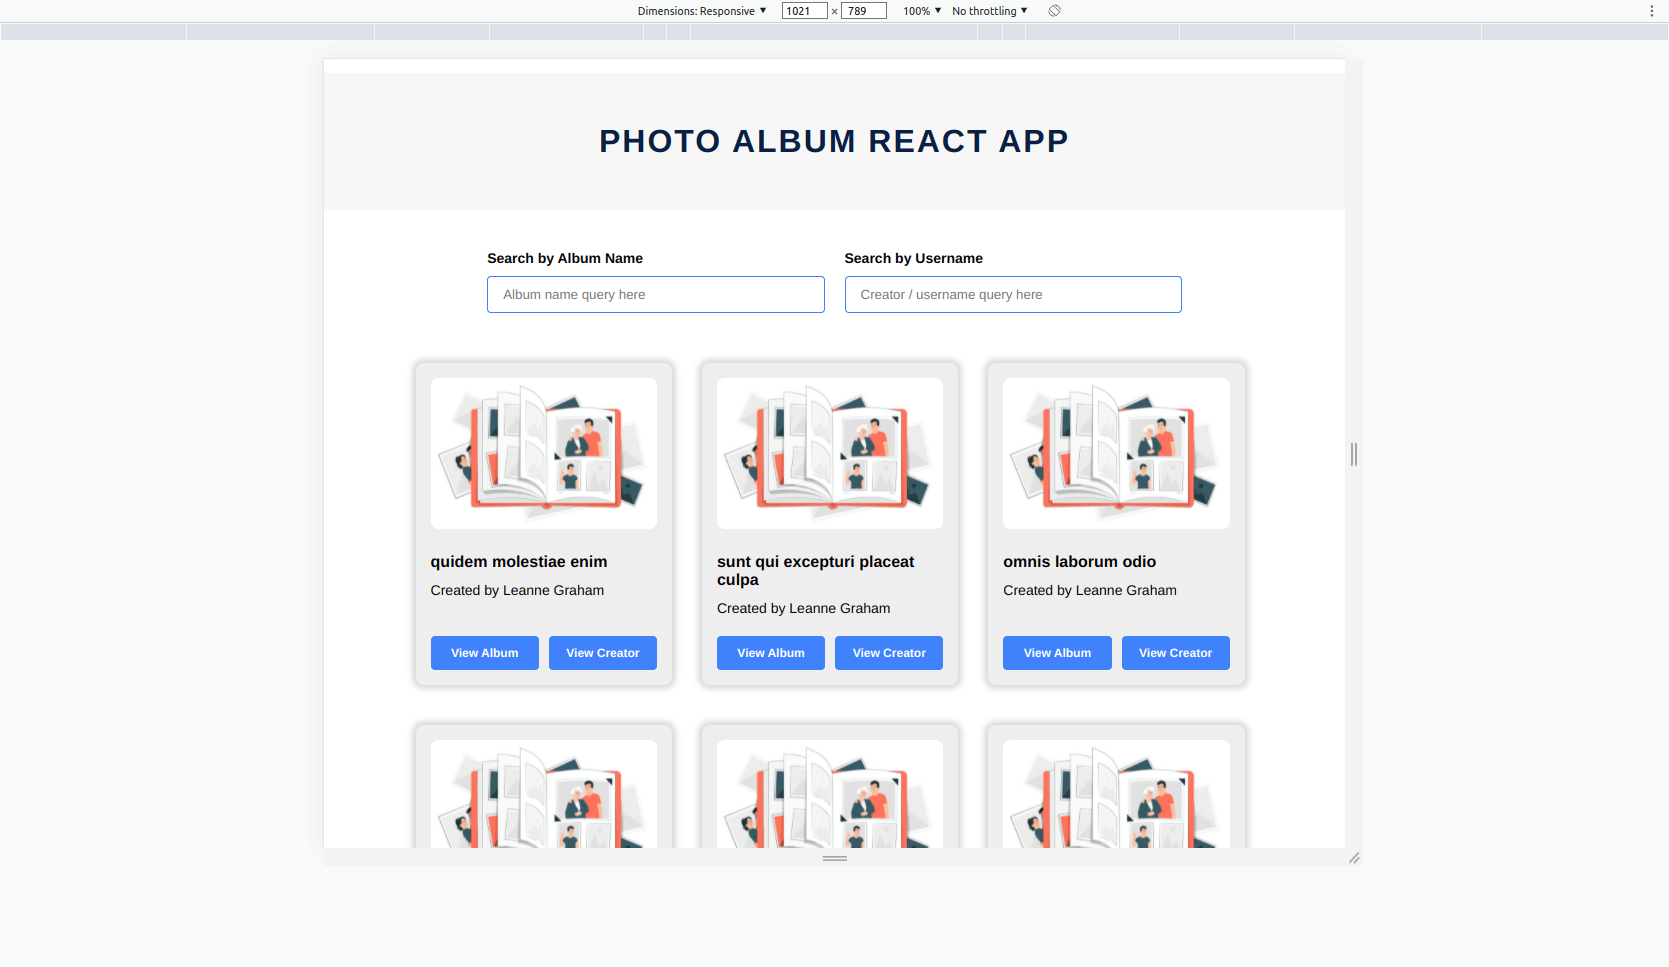 Dimensions: Responsive ▼ 1021 × 789 100% ▼ No throttling ▼
PHOTO ALBUM REACT APP
Search by Album Name
Search by Username
Album name query here
Creator / username query here
quidem molestiae enim
Created by Leanne Graham
View Album View Creator
sunt qui excepturi placeat
culpa
Created by Leanne Graham
View Album View Creator
omnis laborum odio
Created by Leanne Graham
View Album View Creator